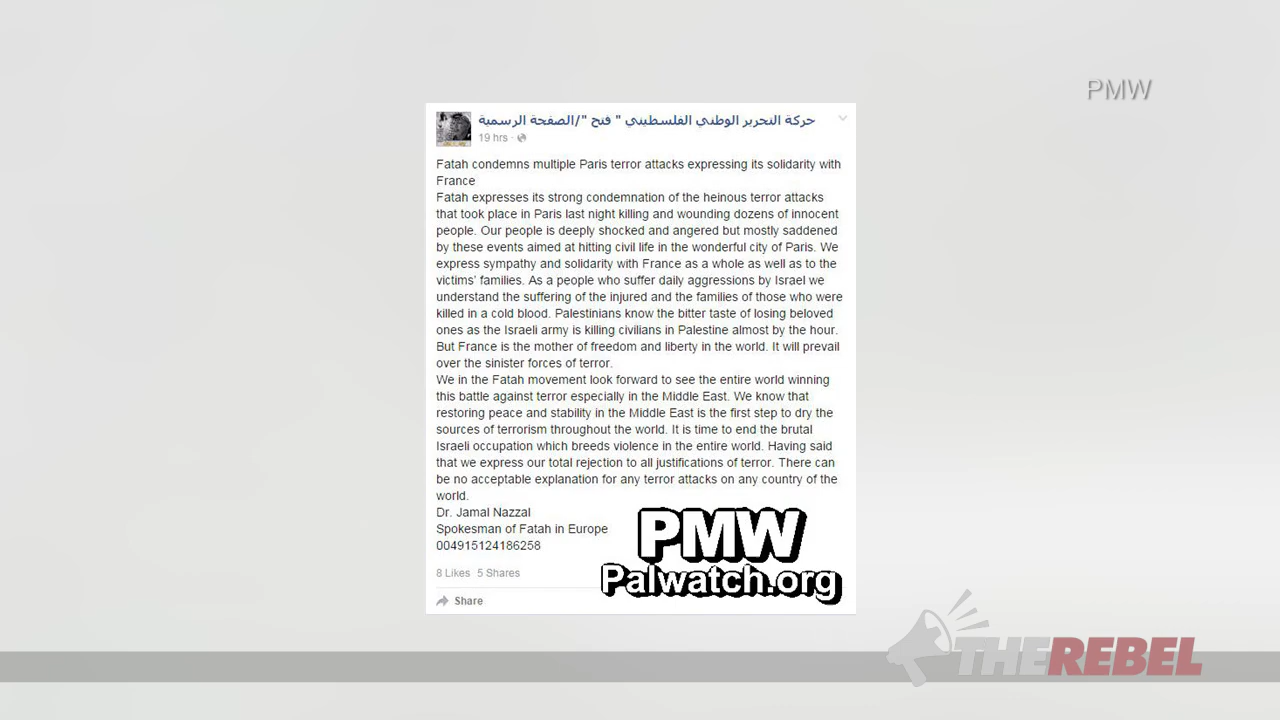 PMW
حركة التحرير الوطني الفلسطيني " فتح "/الصفحة الرسمية
19 hrs ·
Fatah condemns multiple Paris terror attacks expressing its solidarity with
France
Fatah expresses its strong condemnation of the heinous terror attacks
that took place in Paris last night killing and wounding dozens of innocent
people. Our people is deeply shocked and angered but mostly saddened
by these events aimed at hitting civil life in the wonderful city of Paris. We
express sympathy and solidarity with France as a whole as well as to the
victims' families. As a people who suffer daily aggressions by Israel we
understand the suffering of the injured and the families of those who were
killed in a cold blood. Palestinians know the bitter taste of losing beloved
ones as the Israeli army is killing civilians in Palestine almost by the hour.
But France is the mother of freedom and liberty in the world. It will prevail
over the sinister forces of terror.
We in the Fatah movement look forward to see the entire world winning
this battle against terror especially in the Middle East. We know that
restoring peace and stability in the Middle East is the first step to dry the
sources of terrorism throughout the world. It is time to end the brutal
Israeli occupation which breeds violence in the entire world. Having said
that we express our total rejection to all justifications of terror. There can
be no acceptable explanation for any terror attacks on any country of the
world.
Dr. Jamal Nazzal
Spokesman of Fatah in Europe
004915124186258
8 Likes 5 Shares
Share
PMW
Palwatch.org
THEREBEL